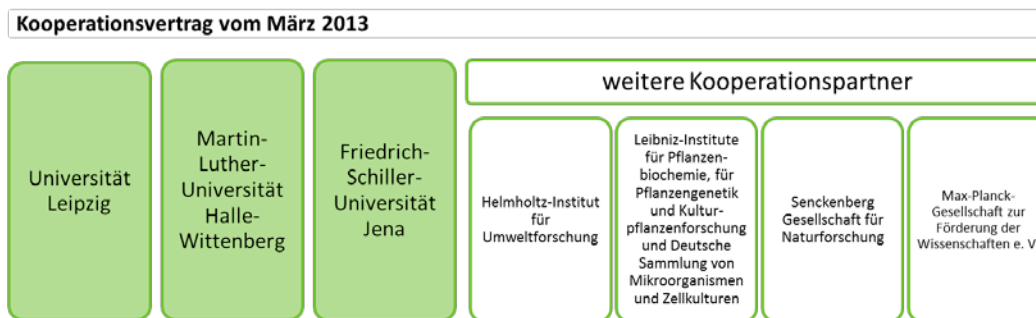 Kooperationsvertrag vom März 2013
Universität
Leipzig
Martin-
Luther-
Universität
Halle-
Wittenberg
Friedrich-
Schiller-
Universität
Jena
weitere Kooperationspartner
Helmholtz-Institut
für
Umweltforschung
Leibniz-Institute
für Pflanzen-
biochemie, für
Pflanzengenetik
und Kultur-
pflanzenforschung
und Deutsche
Sammlung von
Mikroorganismen
und Zellkulturen
Senckenberg
Gesellschaft für
Naturforschung
Max-Planck-
Gesellschaft zur
Förderung der
Wissenschaften e. V